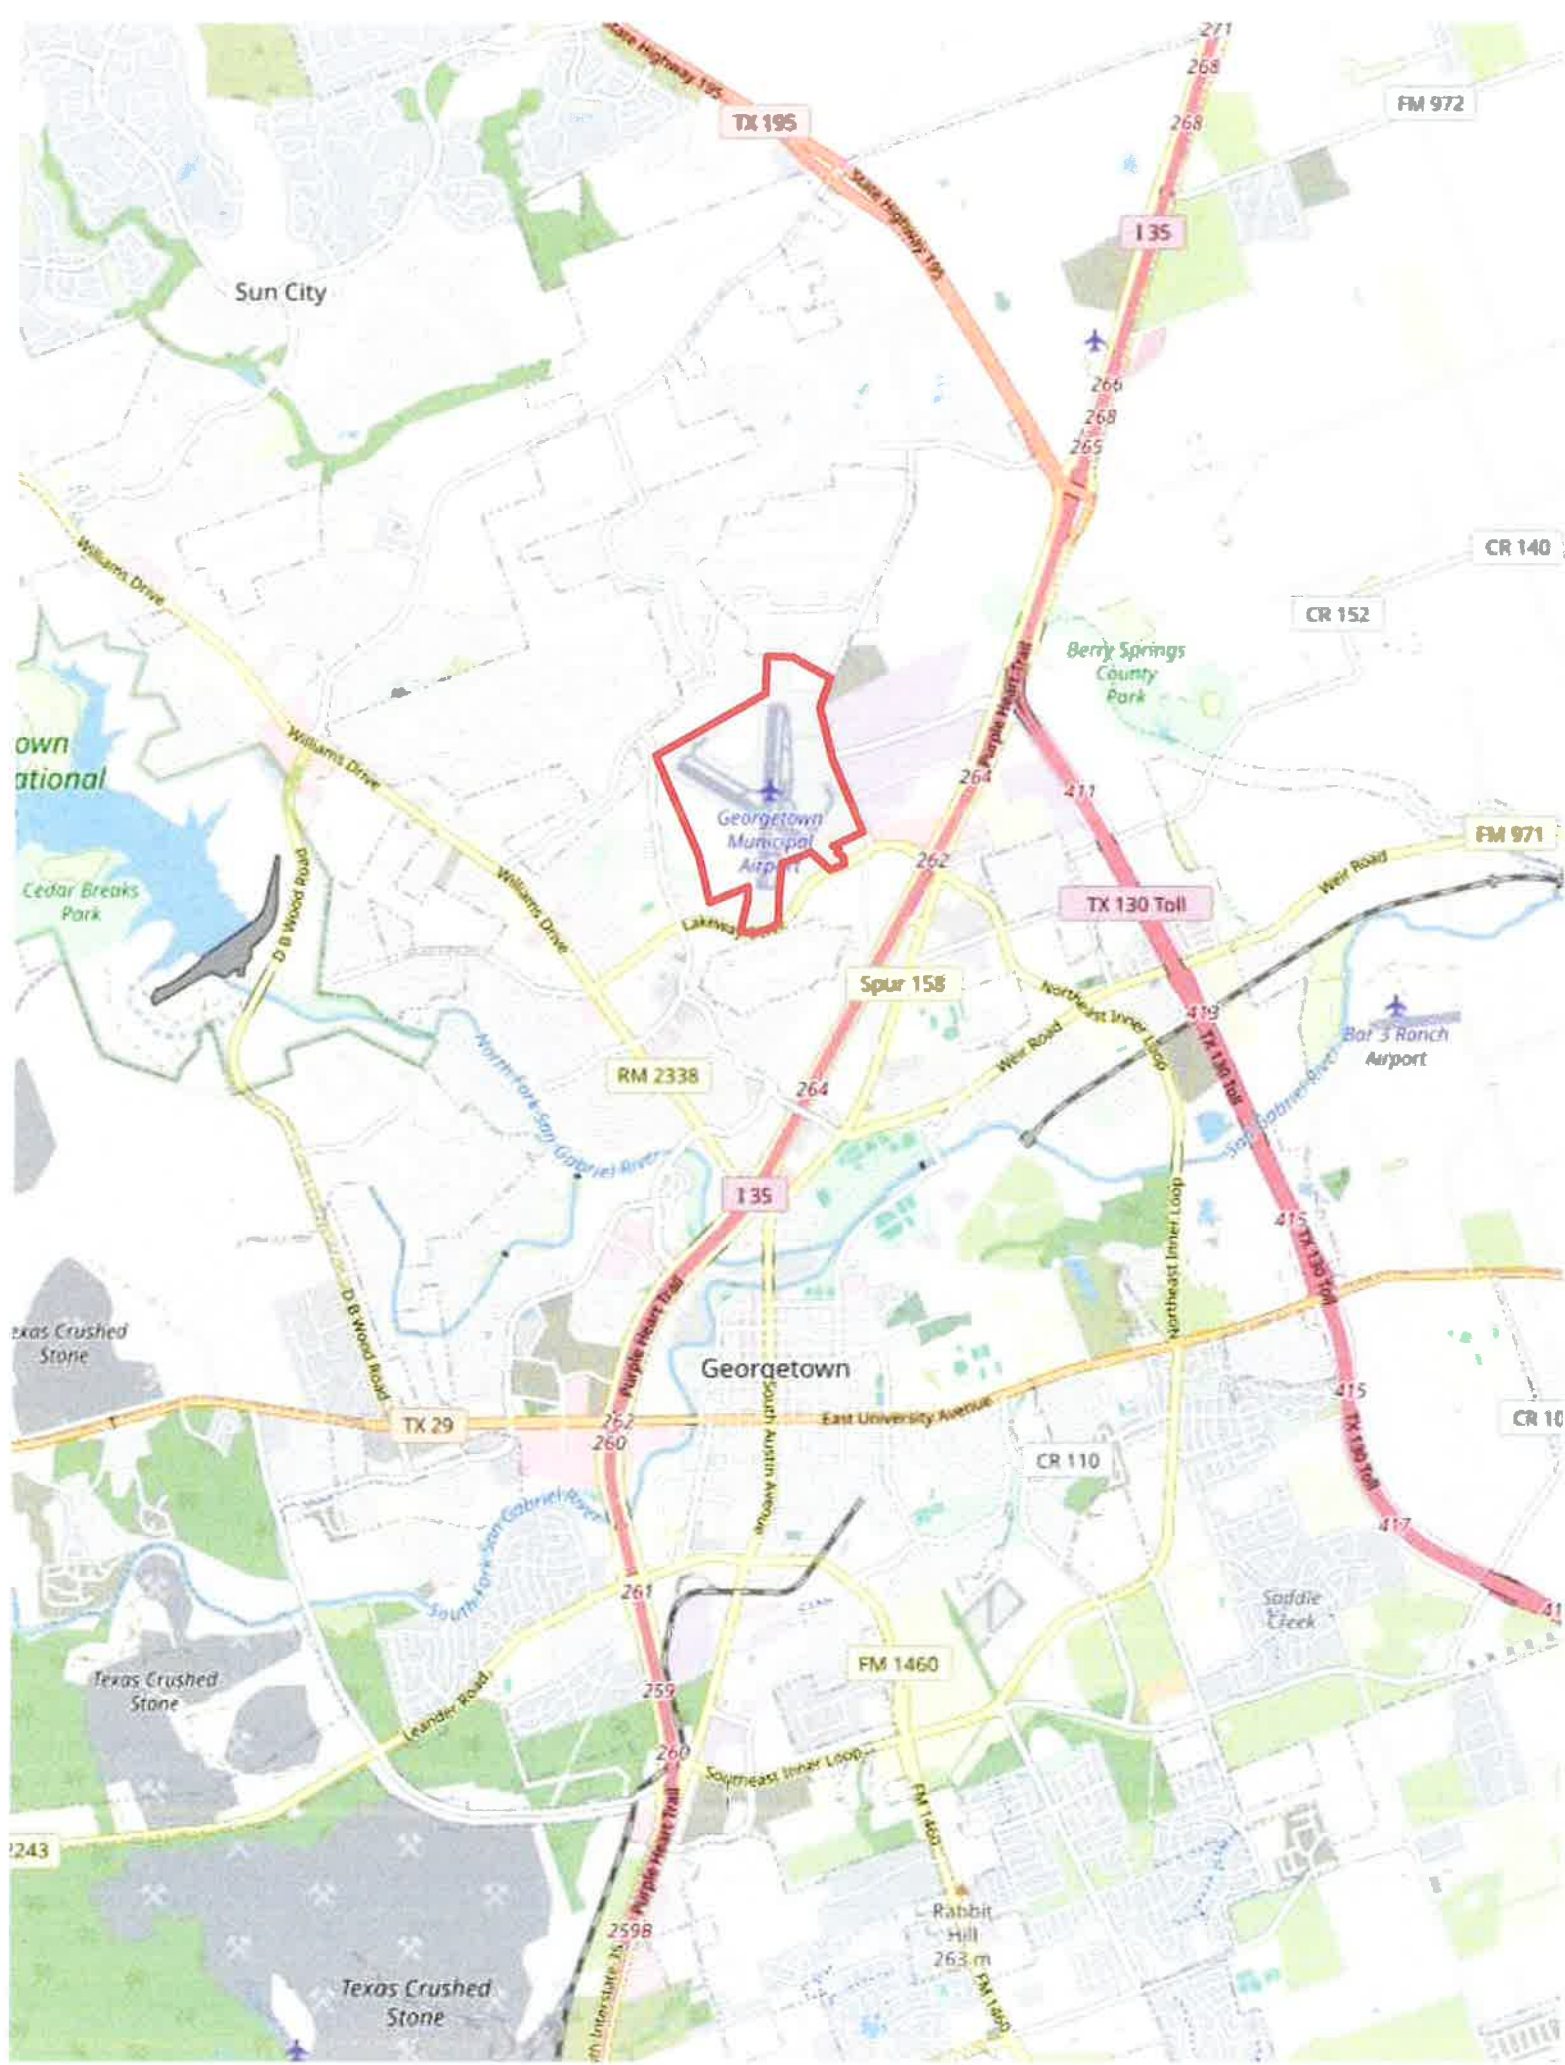 State Highway 195
271
268
TX 195
FM 972
268
State Highway 195
I 35
Sun City
266
268
265
CR 140
Williams Drive
CR 152
Berry Springs
County
Park
Purple Heart Trail
own
ational
Williams Drive
264
411
Georgetown
Municipal
Airport
FM 971
262
Weir Road
Cedar Breaks
Park
D B Wood Road
Williams Drive
TX 130 Toll
Lakeway
Spur 158
Northeast Inner Loop
413
Bar 3 Ranch
Airport
North Fork San Gabriel River
Weir Road
TX 130 Toll
RM 2338
264
San Gabriel River
I 35
Northeast Inner Loop
415
TX 130 Toll
D B Wood Road
Purple Heart Trail
exas Crushed
Stone
Georgetown
415
TX 29
262
260
South Austin Avenue
East University Avenue
CR 10
CR 110
TX 130 Toll
South Fork San Gabriel River
417
261
Saddle
Creek
41
Texas Crushed
Stone
FM 1460
259
Leander Road
260
Southeast Inner Loop
Purple Heart Trail
FM 1460
2243
Rabbit
Hill
263 m
259B
Texas Crushed
Stone
th Interstate 35
FM 1460